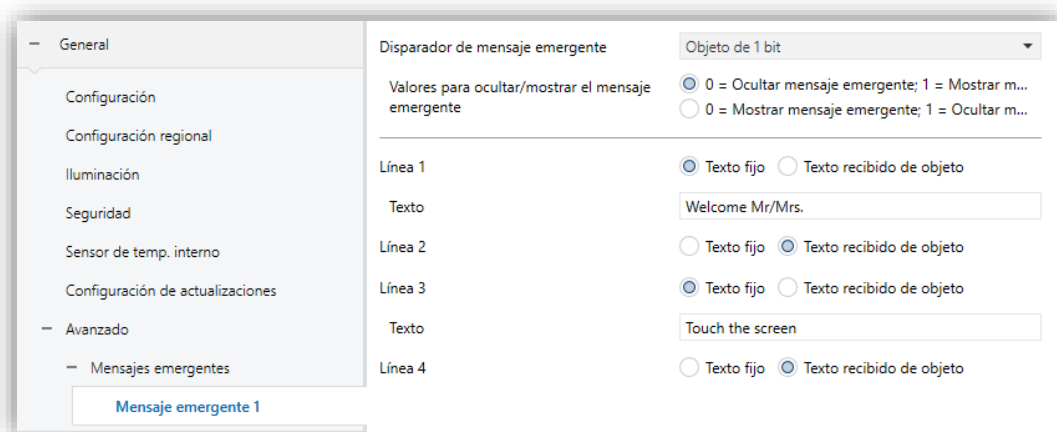 General
Configuración
Configuración regional
Iluminación
Seguridad
Sensor de temp. interno
Configuración de actualizaciones
Avanzado
Mensajes emergentes
Mensaje emergente 1
Disparador de mensaje emergente
Objeto de 1 bit
Valores para ocultar/mostrar el mensaje
emergente
0 = Ocultar mensaje emergente; 1 = Mostrar m...
0 = Mostrar mensaje emergente; 1 = Ocultar m...
Línea 1 Texto fijo Texto recibido de objeto
Texto Welcome Mr/Mrs.
Línea 2 Texto fijo Texto recibido de objeto
Línea 3 Texto fijo Texto recibido de objeto
Texto Touch the screen
Línea 4 Texto fijo Texto recibido de objeto